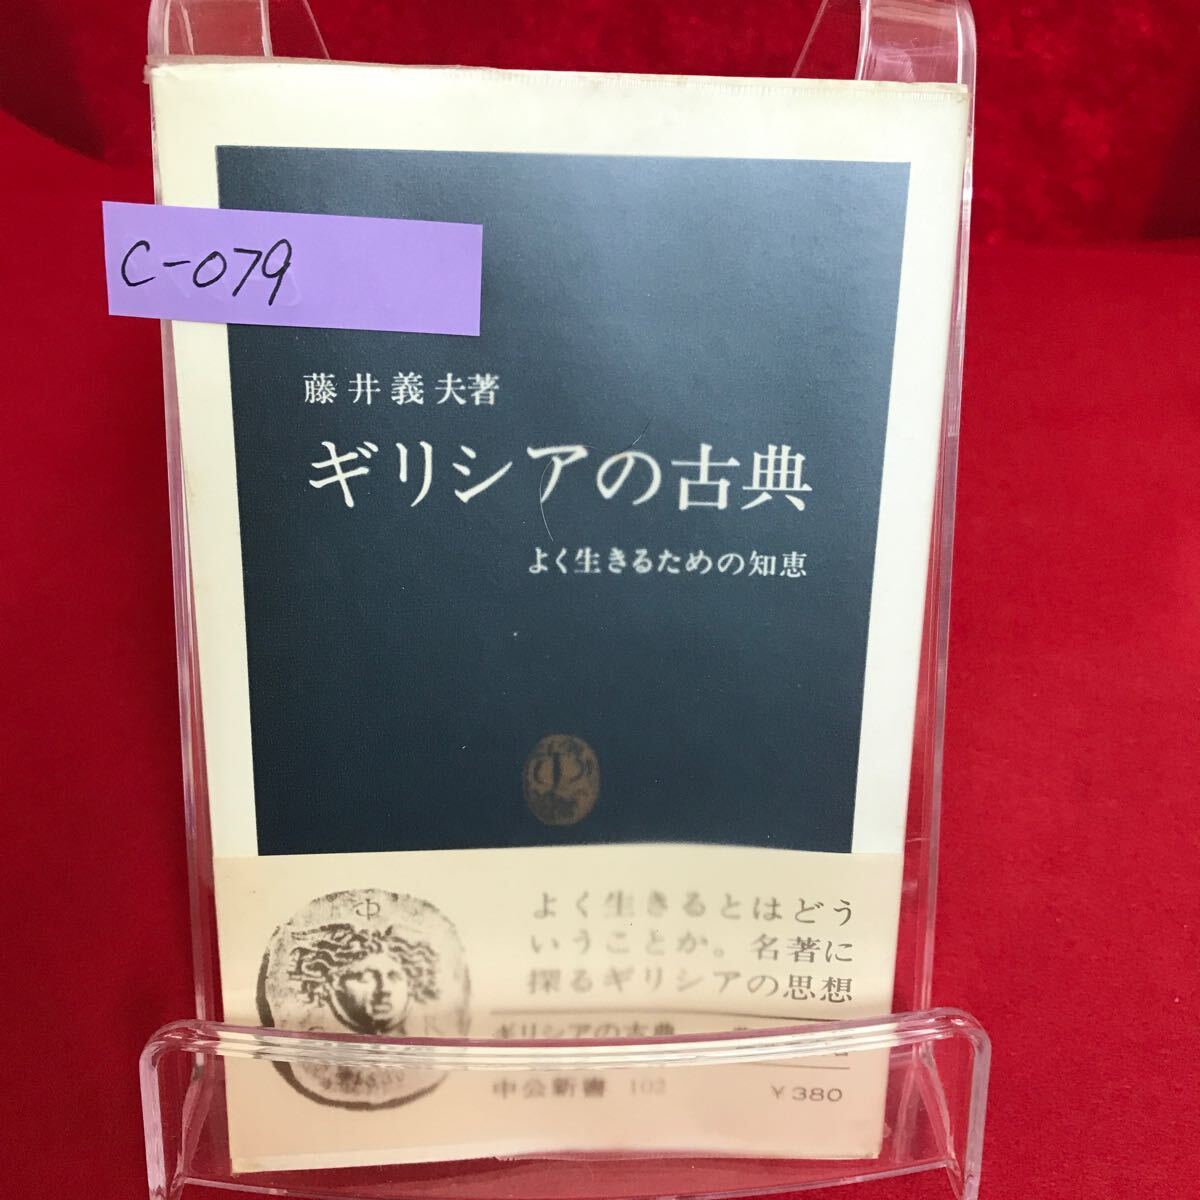 C-079
藤井義夫著
ギリシアの古典
よく生きるための知恵
よく生きるとはどう
いうことか。名著に
探るギリシアの思想
ギリシアの古典
中公新書 102
￥380